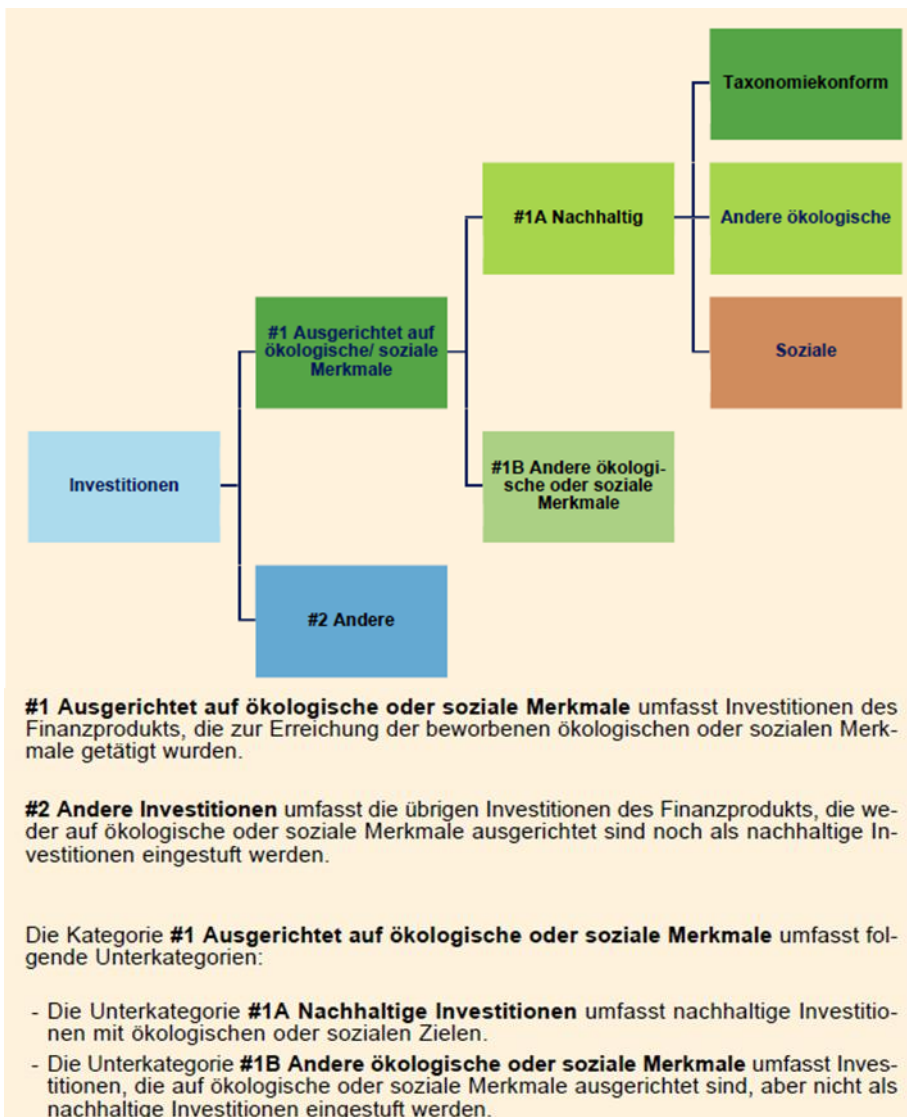 Taxonomiekonform
#1A Nachhaltig
Andere ökologische
#1 Ausgerichtet auf
ökologische/ soziale
Merkmale
Soziale
Investitionen
#1B Andere ökologi-
sche oder soziale
Merkmale
#2 Andere
#1 Ausgerichtet auf ökologische oder soziale Merkmale umfasst Investitionen des
Finanzprodukts, die zur Erreichung der beworbenen ökologischen oder sozialen Merk-
male getätigt wurden.
#2 Andere Investitionen umfasst die übrigen Investitionen des Finanzprodukts, die we-
der auf ökologische oder soziale Merkmale ausgerichtet sind noch als nachhaltige In-
vestitionen eingestuft werden.
Die Kategorie #1 Ausgerichtet auf ökologische oder soziale Merkmale umfasst fol-
gende Unterkategorien:
- Die Unterkategorie #1A Nachhaltige Investitionen umfasst nachhaltige Investitio-
nen mit ökologischen oder sozialen Zielen.
- Die Unterkategorie #1B Andere ökologische oder soziale Merkmale umfasst Inves-
titionen, die auf ökologische oder soziale Merkmale ausgerichtet sind, aber nicht als
nachhaltige Investitionen eingestuft werden.